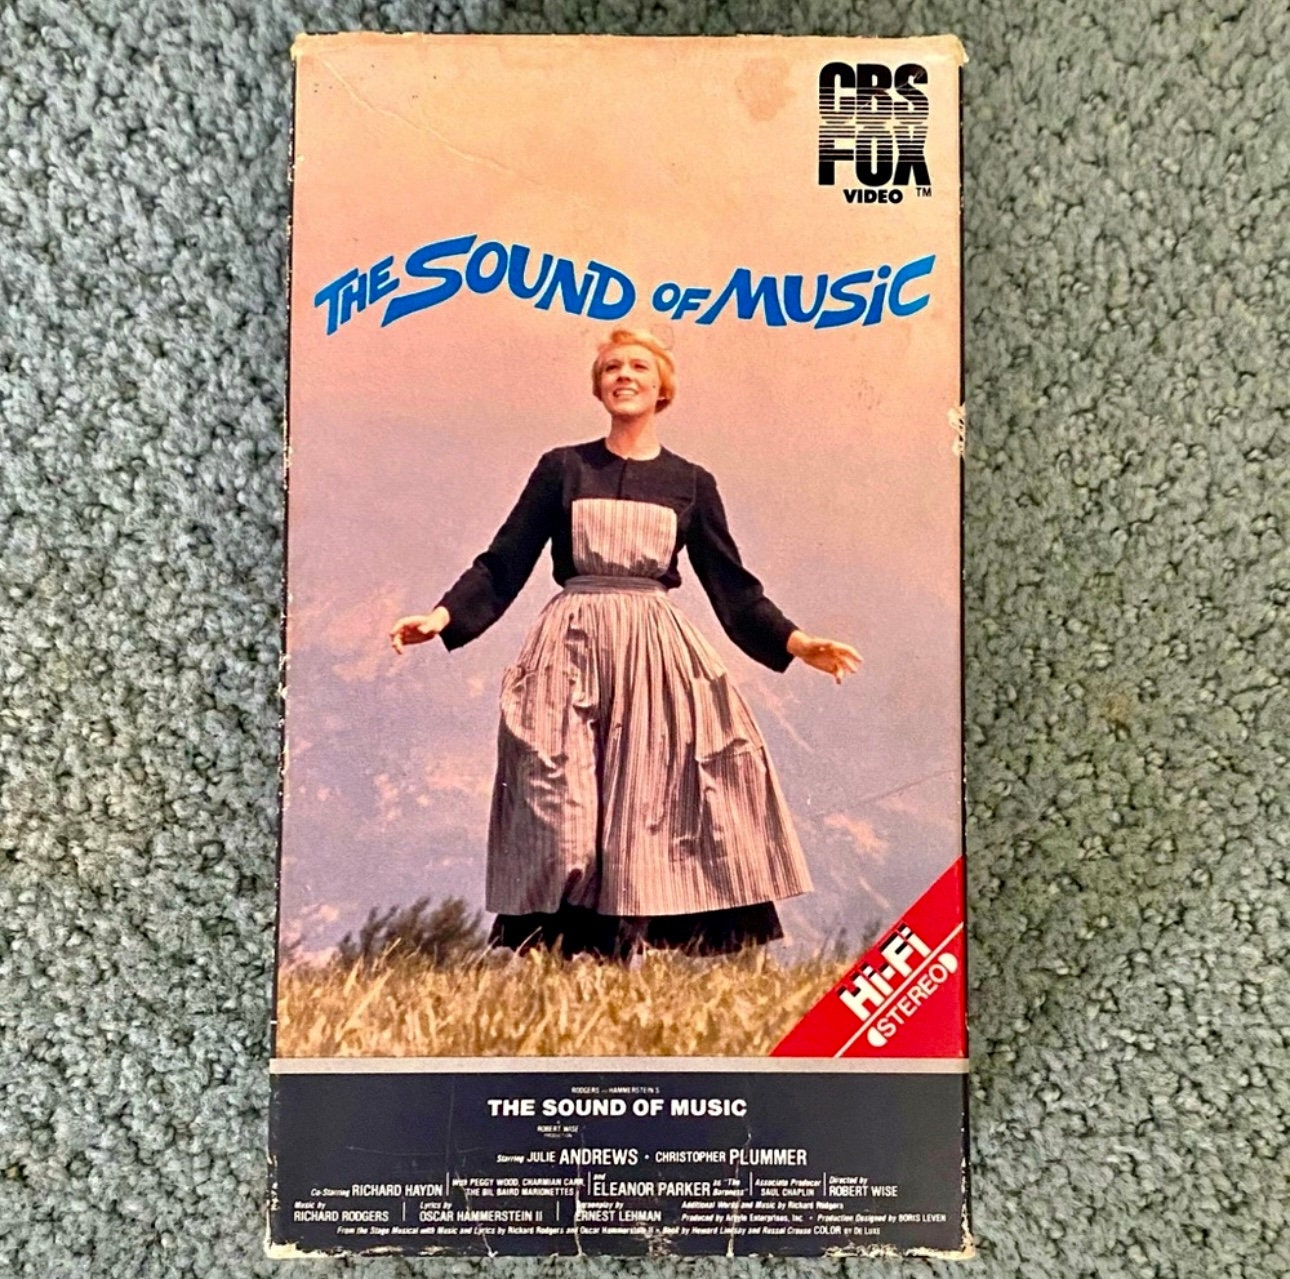 CBS
FOX
VIDEO ™
THE SOUND OF MUSiC
Hi-Fi
STEREO
RODGERS AND HAMMERSTEIN'S
THE SOUND OF MUSIC
A
ROBERT WISE
PRODUCTION
Starring JULIE ANDREWS • CHRISTOPHER PLUMMER
Co-Starring RICHARD HAYDN | With PEGGY WOOD, CHARMIAN CARR, THE BIL BAIRD MARIONETTES | and ELEANOR PARKER as "The Baroness" | Associate Producer SAUL CHAPLIN | Directed by ROBERT WISE
Music by RICHARD RODGERS | Lyrics by OSCAR HAMMERSTEIN II | Screenplay by ERNEST LEHMAN Additional Words and Music by Richard Rodgers
Produced by Argyle Enterprises, Inc. • Production Designed by BORIS LEVEN
From the Stage Musical with Music and Lyrics by Richard Rodgers and Oscar Hammerstein II • Book by Howard Lindsay and Russel Crouse COLOR BY DE LUXE